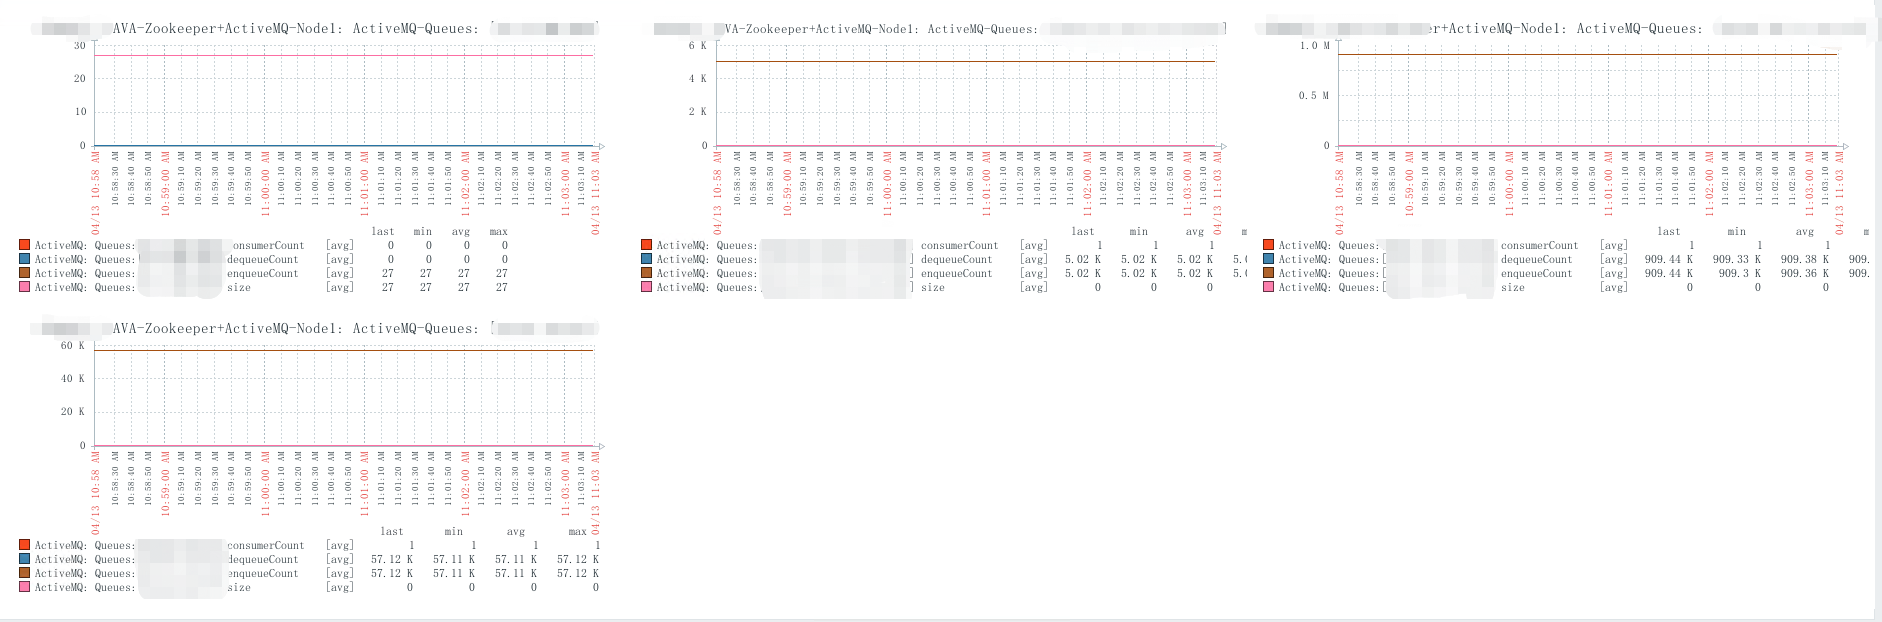 AVA-Zookeeper+ActiveMQ-Node1: ActiveMQ-Queues: [
30
20
10
0
04/13 10:58 AM
10:58:30 AM
10:58:40 AM
10:58:50 AM
10:59:00 AM
10:59:10 AM
10:59:20 AM
10:59:30 AM
10:59:40 AM
10:59:50 AM
11:00:00 AM
11:00:10 AM
11:00:20 AM
11:00:30 AM
11:00:40 AM
11:00:50 AM
11:01:00 AM
11:01:10 AM
11:01:20 AM
11:01:30 AM
11:01:40 AM
11:01:50 AM
11:02:00 AM
11:02:10 AM
11:02:20 AM
11:02:30 AM
11:02:40 AM
11:02:50 AM
11:03:00 AM
11:03:10 AM
04/13 11:03 AM
last min avg max
ActiveMQ: Queues: consumerCount [avg] 0 0 0 0
ActiveMQ: Queues: dequeueCount [avg] 0 0 0 0
ActiveMQ: Queues: enqueueCount [avg] 27 27 27 27
ActiveMQ: Queues: size [avg] 27 27 27 27
VA-Zookeeper+ActiveMQ-Node1: ActiveMQ-Queues: ]
6 K
4 K
2 K
0
04/13 10:58 AM
10:58:30 AM
10:58:40 AM
10:58:50 AM
10:59:00 AM
10:59:10 AM
10:59:20 AM
10:59:30 AM
10:59:40 AM
10:59:50 AM
11:00:00 AM
11:00:10 AM
11:00:20 AM
11:00:30 AM
11:00:40 AM
11:00:50 AM
11:01:00 AM
11:01:10 AM
11:01:20 AM
11:01:30 AM
11:01:40 AM
11:01:50 AM
11:02:00 AM
11:02:10 AM
11:02:20 AM
11:02:30 AM
11:02:40 AM
11:02:50 AM
11:03:00 AM
11:03:10 AM
04/13 11:03 AM
last min avg
ActiveMQ: Queues: consumerCount [avg] 1 1 1
ActiveMQ: Queues: ] dequeueCount [avg] 5.02 K 5.02 K 5.02 K 5.0
ActiveMQ: Queues: ] enqueueCount [avg] 5.02 K 5.02 K 5.02 K 5.0
ActiveMQ: Queues:[ ] size [avg] 0 0 0
r+ActiveMQ-Node1: ActiveMQ-Queues:
1.0 M
0.5 M
0
04/13 10:58 AM
10:58:30 AM
10:58:40 AM
10:58:50 AM
10:59:00 AM
10:59:10 AM
10:59:20 AM
10:59:30 AM
10:59:40 AM
10:59:50 AM
11:00:00 AM
11:00:10 AM
11:00:20 AM
11:00:30 AM
11:00:40 AM
11:00:50 AM
11:01:00 AM
11:01:10 AM
11:01:20 AM
11:01:30 AM
11:01:40 AM
11:01:50 AM
11:02:00 AM
11:02:10 AM
11:02:20 AM
11:02:30 AM
11:02:40 AM
11:02:50 AM
11:03:00 AM
11:03:10 AM
04/13 11:03 AM
last min avg m
ActiveMQ: Queues: consumerCount [avg] 1 1 1
ActiveMQ: Queues:[ dequeueCount [avg] 909.44 K 909.33 K 909.38 K 909.
ActiveMQ: Queues:[ enqueueCount [avg] 909.44 K 909.3 K 909.36 K 909.
ActiveMQ: Queues:[ size [avg] 0 0 0
AVA-Zookeeper+ActiveMQ-Node1: ActiveMQ-Queues: [
60 K
40 K
20 K
0
04/13 10:58 AM
10:58:30 AM
10:58:40 AM
10:58:50 AM
10:59:00 AM
10:59:10 AM
10:59:20 AM
10:59:30 AM
10:59:40 AM
10:59:50 AM
11:00:00 AM
11:00:10 AM
11:00:20 AM
11:00:30 AM
11:00:40 AM
11:00:50 AM
11:01:00 AM
11:01:10 AM
11:01:20 AM
11:01:30 AM
11:01:40 AM
11:01:50 AM
11:02:00 AM
11:02:10 AM
11:02:20 AM
11:02:30 AM
11:02:40 AM
11:02:50 AM
11:03:00 AM
11:03:10 AM
04/13 11:03 AM
last min avg max
ActiveMQ: Queues: consumerCount [avg] 1 1 1 1
ActiveMQ: Queues: dequeueCount [avg] 57.12 K 57.11 K 57.11 K 57.12 K
ActiveMQ: Queues: enqueueCount [avg] 57.12 K 57.11 K 57.11 K 57.12 K
ActiveMQ: Queues: size [avg] 0 0 0 0